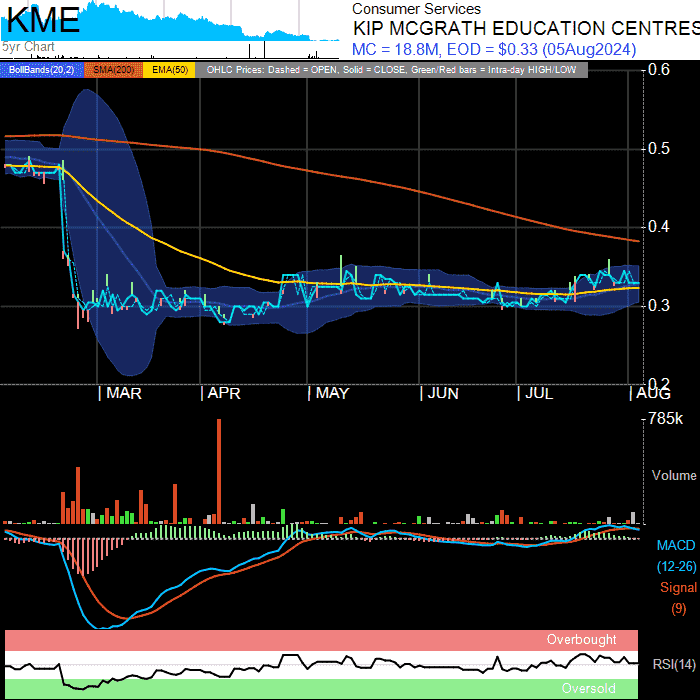 KME
5yr Chart
Consumer Services
KIP MCGRATH EDUCATION CENTRES
MC = 18.8M, EOD = $0.33 (05Aug2024)
BollBands(20,2) SMA(200) EMA(50) OHLC Prices: Dashed = OPEN, Solid = CLOSE, Green/Red bars = Intra-day HIGH/LOW
0.6
0.5
0.4
0.3
0.2
| MAR | APR | MAY | JUN | JUL | AUG
785k
Volume
MACD
(12-26)
Signal
(9)
Overbought
RSI(14)
Oversold